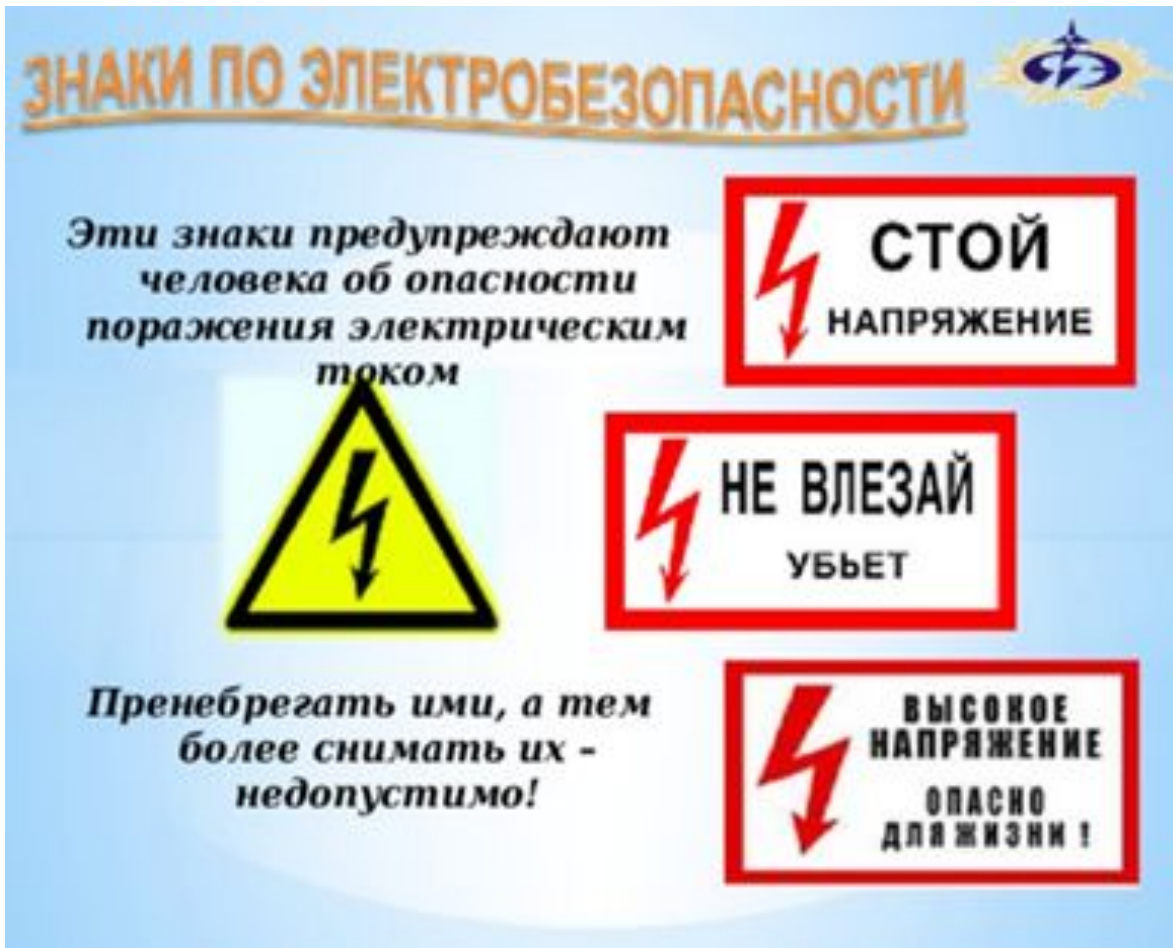 ЗНАКИ ПО ЭЛЕКТРОБЕЗОПАСНОСТИ
Эти знаки предупреждают
человека об опасности
поражения электрическим
током
СТОЙ
НАПРЯЖЕНИЕ
НЕ ВЛЕЗАЙ
УБЬЕТ
Пренебрегать ими, а тем
более снимать их –
недопустимо!
ВЫСОКОЕ
НАПРЯЖЕНИЕ
ОПАСНО
ДЛЯ ЖИЗНИ !